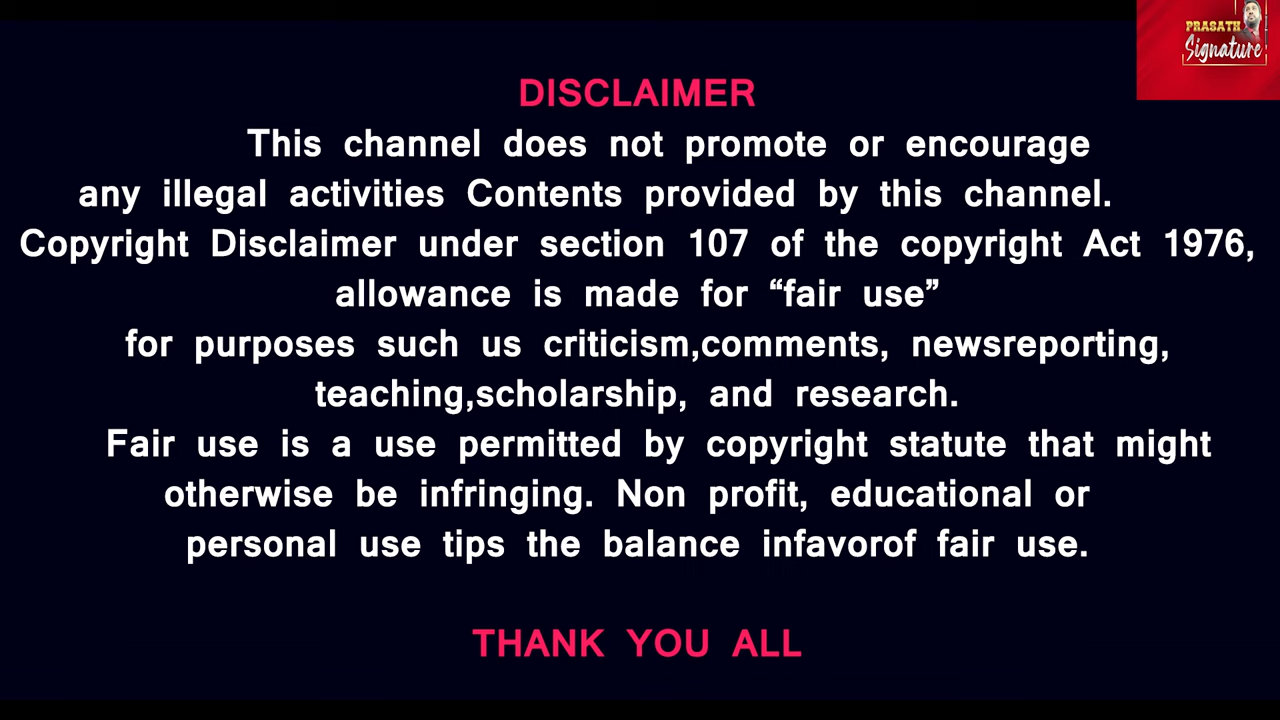 PRASATH
Signature
DISCLAIMER
This channel does not promote or encourage
any illegal activities Contents provided by this channel.
Copyright Disclaimer under section 107 of the copyright Act 1976,
allowance is made for “fair use”
for purposes such us criticism,comments, newsreporting,
teaching,scholarship, and research.
Fair use is a use permitted by copyright statute that might
otherwise be infringing. Non profit, educational or
personal use tips the balance infavorof fair use.
THANK YOU ALL